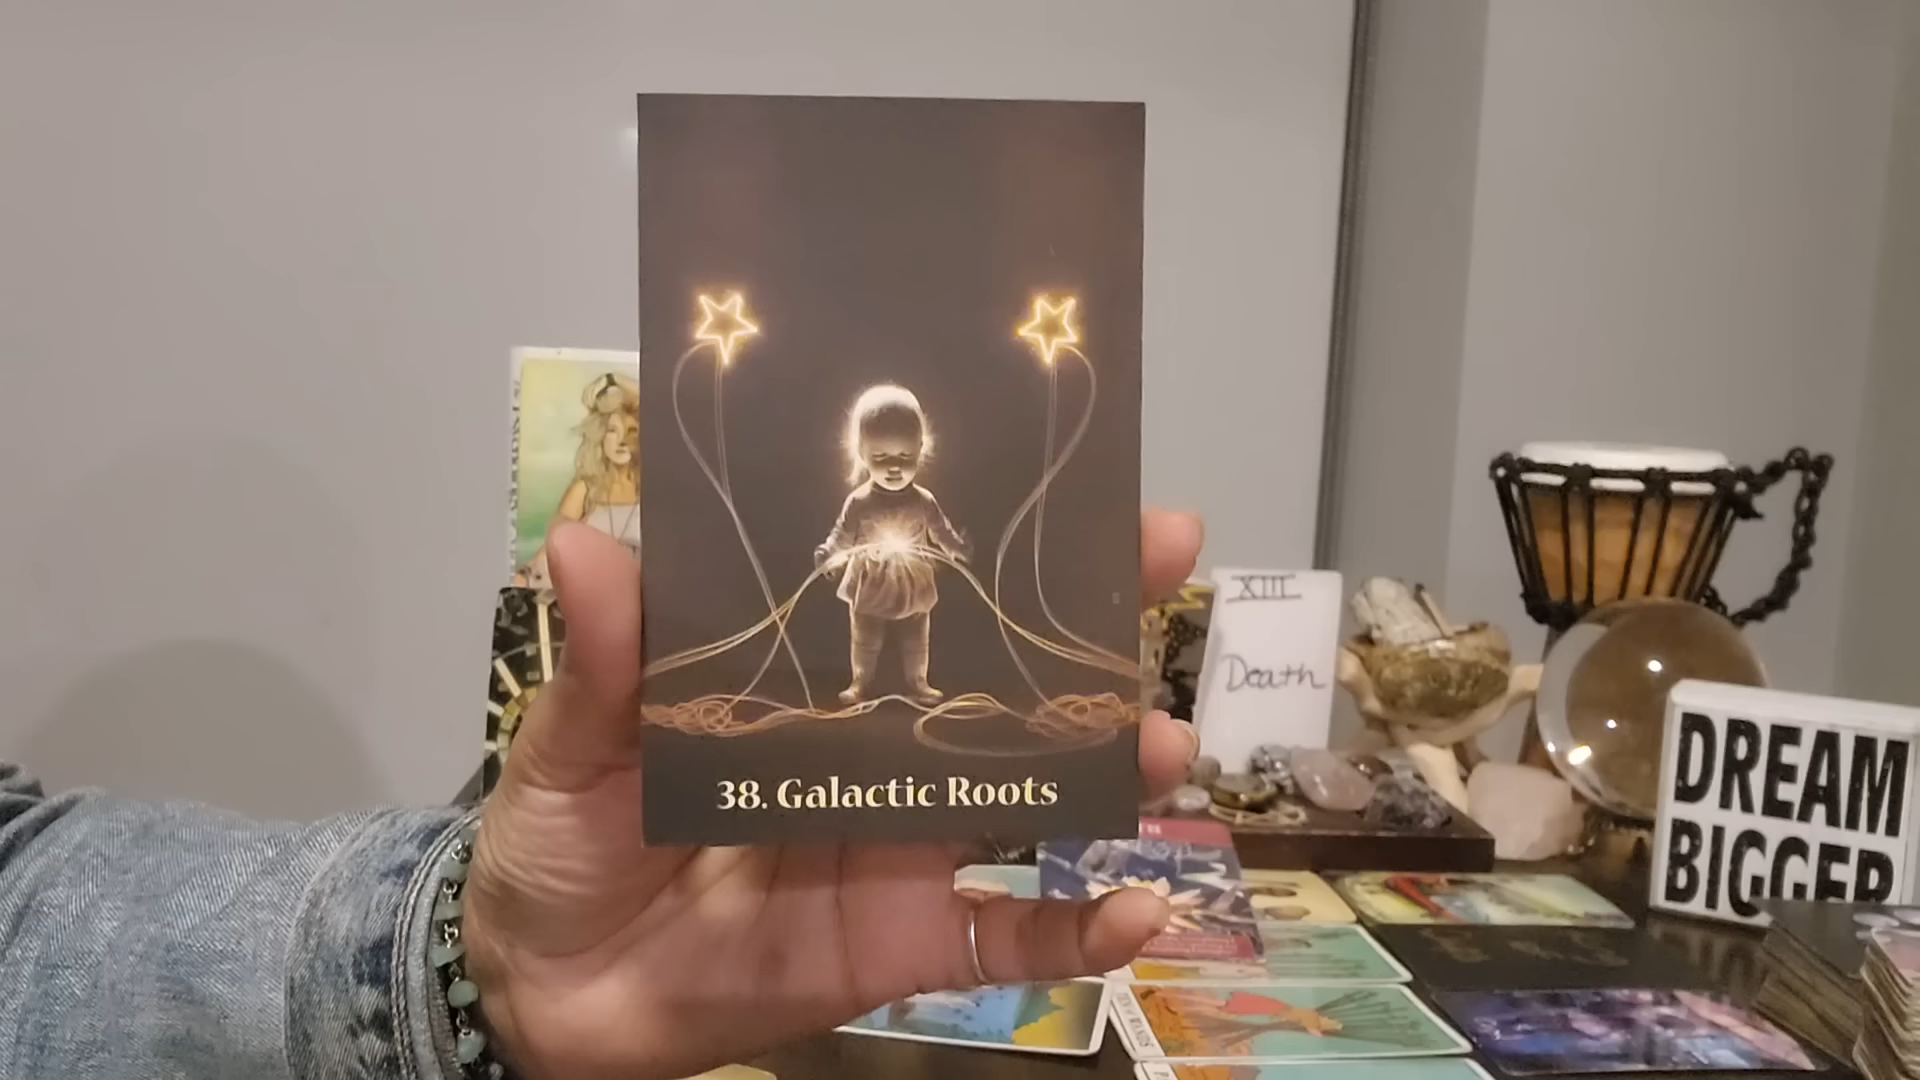 38. Galactic Roots
XIII
Death
DREAM
BIGGER